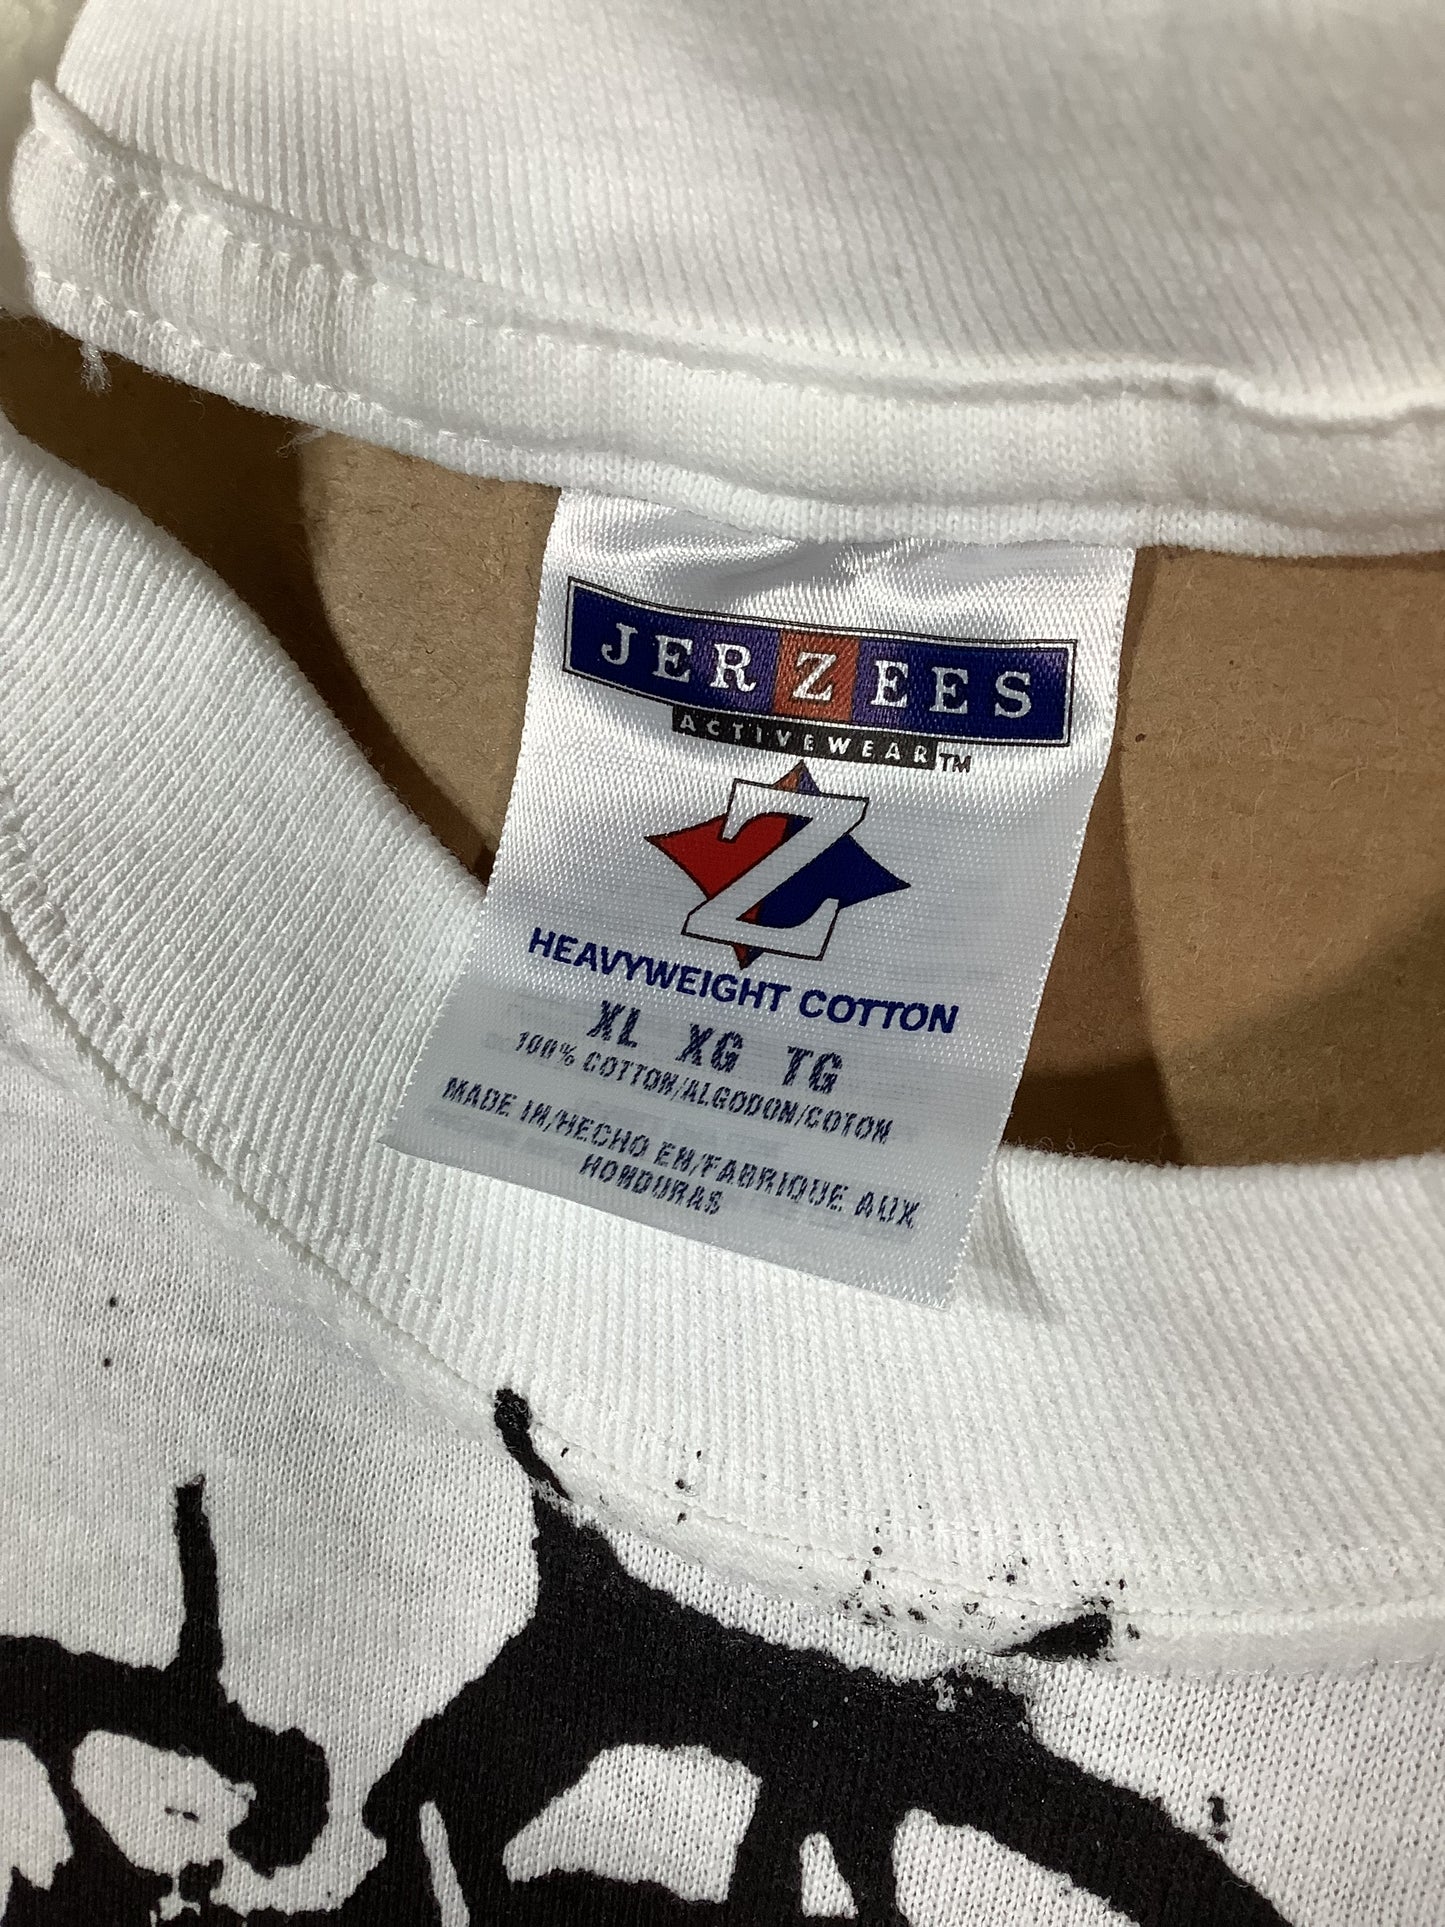 JERZEES
ACTIVEWEAR™
Z
HEAVYWEIGHT COTTON
XL XG TG
100% COTTON/ALGODON/COTON
MADE IN/HECHO EN/FABRIQUE AUX
HONDURAS